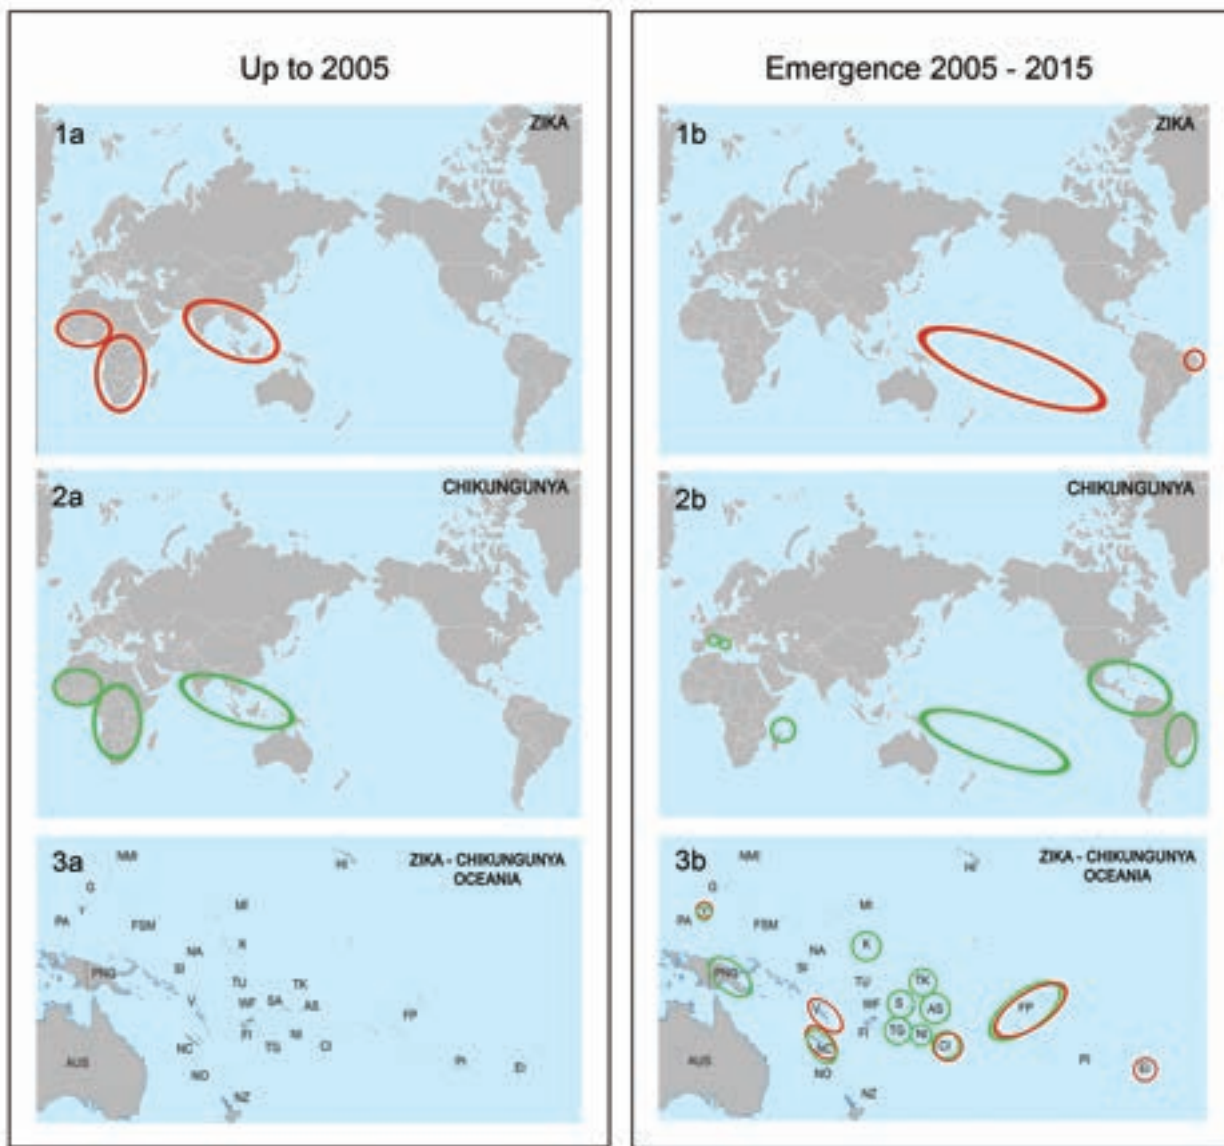 Up to 2005
1a
ZIKA
2a
CHIKUNGUNYA
3a
ZIKA - CHIKUNGUNYA
OCEANIA
NMI
HI
G
Y
PA
FSM
MI
NA
K
SI
PNG
TU
TK
V
WF
SA
AS
FP
FI
NI
NC
TG
CI
AUS
NO
PI
EI
NZ
Emergence 2005 - 2015
1b
ZIKA
2b
CHIKUNGUNYA
3b
ZIKA - CHIKUNGUNYA
OCEANIA
NMI
HI
G
Y
PA
FSM
MI
NA
K
SI
PNG
TU
TK
V
WF
S
AS
FP
FI
TG
NI
NC
CI
AUS
NO
PI
EI
NZ